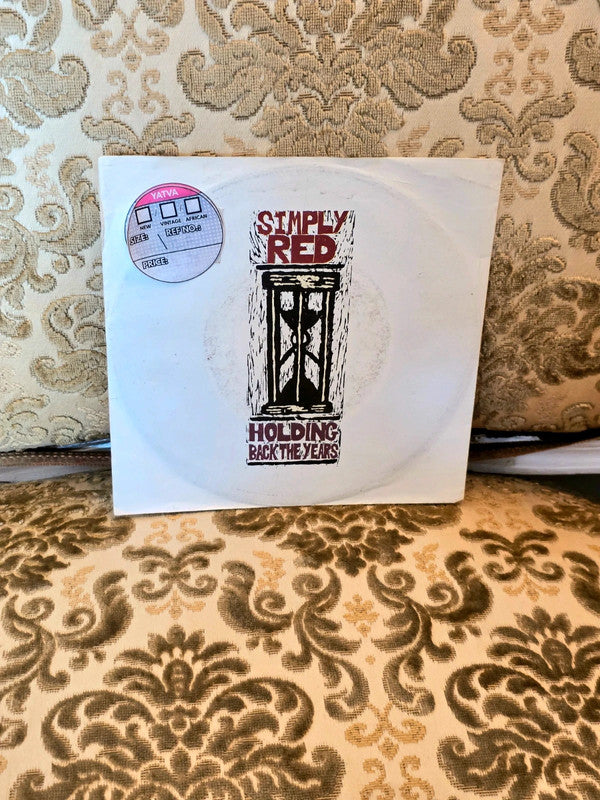 YATVA
NEW VINTAGE AFRICAN
SIZE: \ REF NO.:
PRICE:
SIMPLY
RED
HOLDING
BACK THE YEARS